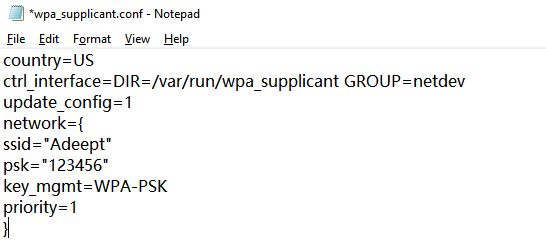 *wpa_supplicant.conf - Notepad
File Edit Format View Help
country=US
ctrl_interface=DIR=/var/run/wpa_supplicant GROUP=netdev
update_config=1
network={
ssid="Adeept"
psk="123456"
key_mgmt=WPA-PSK
priority=1
}